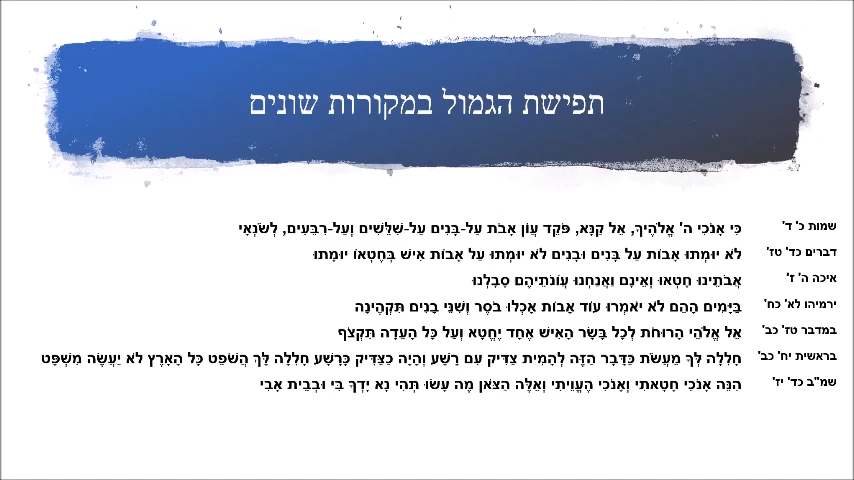 תפישת הגמול במקורות שונים
שמות כ' ד' כִּי אָנֹכִי ה' אֱלֹהֶיךָ, אֵל קַנָּא, פֹּקֵד עֲוֺן אָבֹת עַל-בָּנִים עַל-שִׁלֵּשִׁים וְעַל-רִבֵּעִים, לְשֹׂנְאָי
דברים כד' טז' לֹא יוּמְתוּ אָבוֹת עַל בָּנִים וּבָנִים לֹא יוּמְתוּ עַל אָבוֹת אִישׁ בְּחֶטְאוֹ יוּמָתוּ
איכה ה' ז' אֲבֹתֵינוּ חָטְאוּ וְאֵינָם וַאֲנַחְנוּ עֲוֺנֹתֵיהֶם סָבָלְנוּ
ירמיהו לא' כח' בַּיָּמִים הָהֵם לֹא יֹאמְרוּ עוֹד אָבוֹת אָכְלוּ בֹסֶר וְשִׁנֵּי בָנִים תִּקְהֶינָה
במדבר טז' כב' אֵל אֱלֹהֵי הָרוּחֹת לְכָל בָּשָׂר הָאִישׁ אֶחָד יֶחֱטָא וְעַל כָּל הָעֵדָה תִּקְצֹף
בראשית יח' כב' חָלִלָה לְּךָ מֵעֲשֹׂת כַּדָּבָר הַזֶּה לְהָמִית צַדִּיק עִם רָשָׁע וְהָיָה כַצַּדִּיק כָּרָשָׁע חָלִלָה לָּךְ הֲשֹׁפֵט כָּל הָאָרֶץ לֹא יַעֲשֶׂה מִשְׁפָּט
שמ"ב כד' יז' הִנֵּה אָנֹכִי חָטָאתִי וְאָנֹכִי הֶעֱוֵיתִי וְאֵלֶּה הַצֹּאן מֶה עָשׂוּ תְּהִי נָא יָדְךָ בִּי וּבְבֵית אָבִי